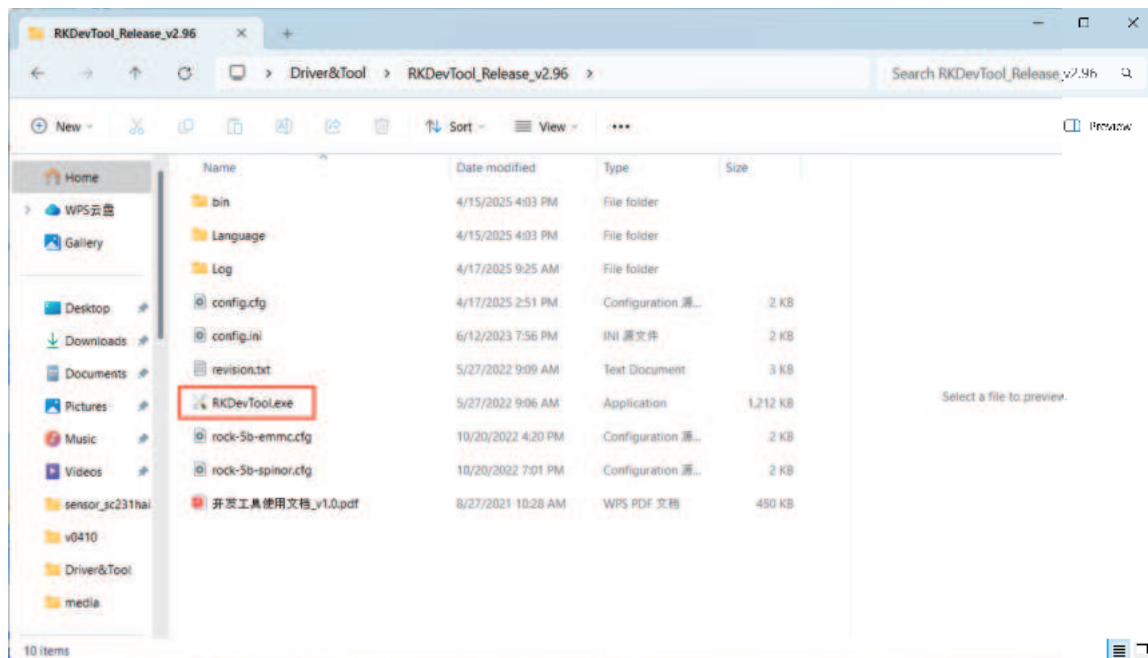 RKDevTool_Release_v2.96
Driver&Tool > RKDevTool_Release_v2.96 > Search RKDevTool_Release_v2.96
New Sort View Preview
Name Date modified Type Size
Home
bin 4/15/2025 4:03 PM File folder
WPS云盘
Language 4/15/2025 4:03 PM File folder
Gallery
Log 4/17/2025 9:25 AM File folder
Desktop
config.cfg 4/17/2025 2:51 PM Configuration 源... 2 KB
Downloads
config.ini 6/12/2023 7:56 PM INI 源文件 2 KB
Documents
revision.txt 5/27/2022 9:09 AM Text Document 3 KB
Pictures
RKDevTool.exe 5/27/2022 9:06 AM Application 1,212 KB
Select a file to preview.
Music
rock-5b-emmc.cfg 10/20/2022 4:20 PM Configuration 源... 2 KB
Videos
rock-5b-spinor.cfg 10/20/2022 7:01 PM Configuration 源... 2 KB
sensor_sc231hai
开发工具使用文档_v1.0.pdf 8/27/2021 10:28 AM WPS PDF 文档 450 KB
v0410
Driver&Tool
media
10 items